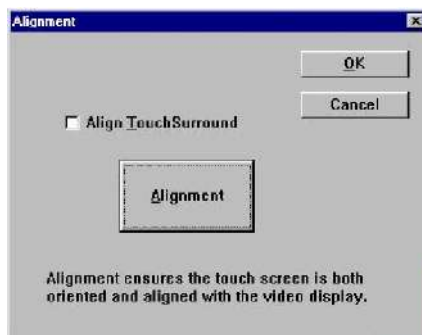 Alignment
OK
Cancel
Align TouchSurround
Alignment
Alignment ensures the touch screen is both
oriented and aligned with the video display.